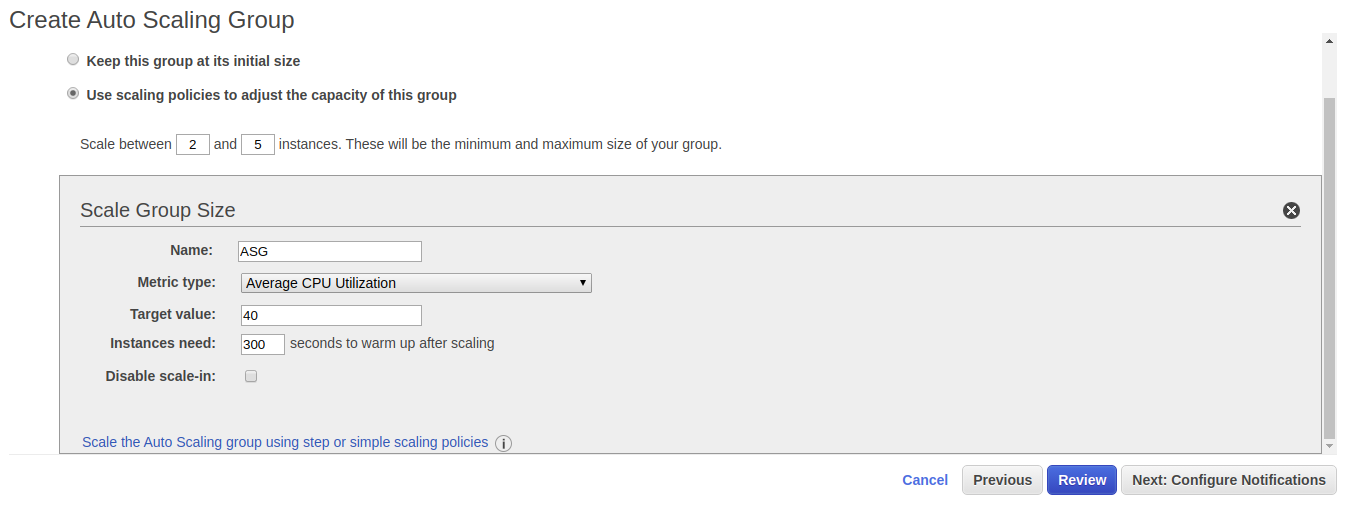 Create Auto Scaling Group
Keep this group at its initial size
Use scaling policies to adjust the capacity of this group
Scale between 2 and 5 instances. These will be the minimum and maximum size of your group.
Scale Group Size
Name: ASG
Metric type: Average CPU Utilization
Target value: 40
Instances need: 300 seconds to warm up after scaling
Disable scale-in:
Scale the Auto Scaling group using step or simple scaling policies i
Cancel Previous Review Next: Configure Notifications